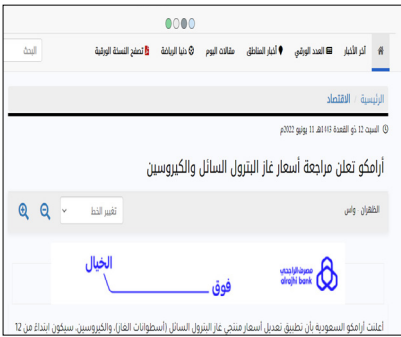 آخر الأخبار العدد الورقي أخبار المناطق مقالات اليوم دنيا الرياضة تصفح النسخة الورقية البحث
الرئيسية / الاقتصاد
السبت 12 ذو القعدة 1443هـ 11 يونيو 2022م
أرامكو تعلن مراجعة أسعار غاز البترول السائل والكيروسين
الظهران - واس تغيير الخط
مصرف الراجحي الخيال
alrajhi bank فوق
أعلنت أرامكو السعودية بأن تطبيق تعديل أسعار منتجي غاز البترول السائل (أسطوانات الغاز)، والكيروسين، سيكون ابتداءً من 12